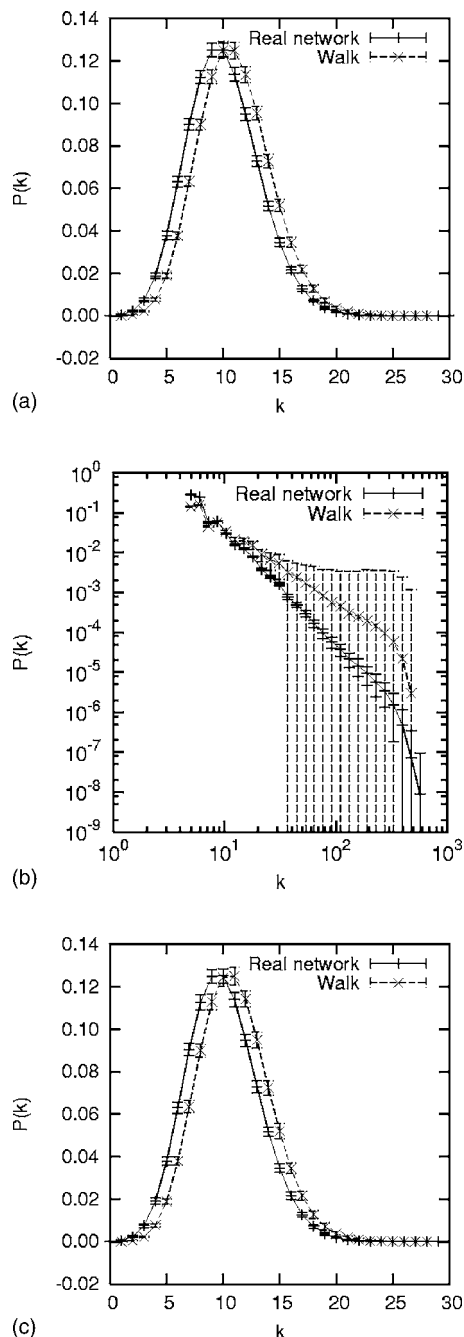 0.14
Real network
Walk
0.12
0.10
0.08
0.06
0.04
0.02
0.00
-0.02
P(k)
0 5 10 15 20 25 30
k
(a)
10^0
Real network
Walk
10^-1
10^-2
10^-3
10^-4
10^-5
10^-6
10^-7
10^-8
10^-9
P(k)
10^0 10^1 10^2 10^3
k
(b)
0.14
Real network
Walk
0.12
0.10
0.08
0.06
0.04
0.02
0.00
-0.02
P(k)
0 5 10 15 20 25 30
k
(c)